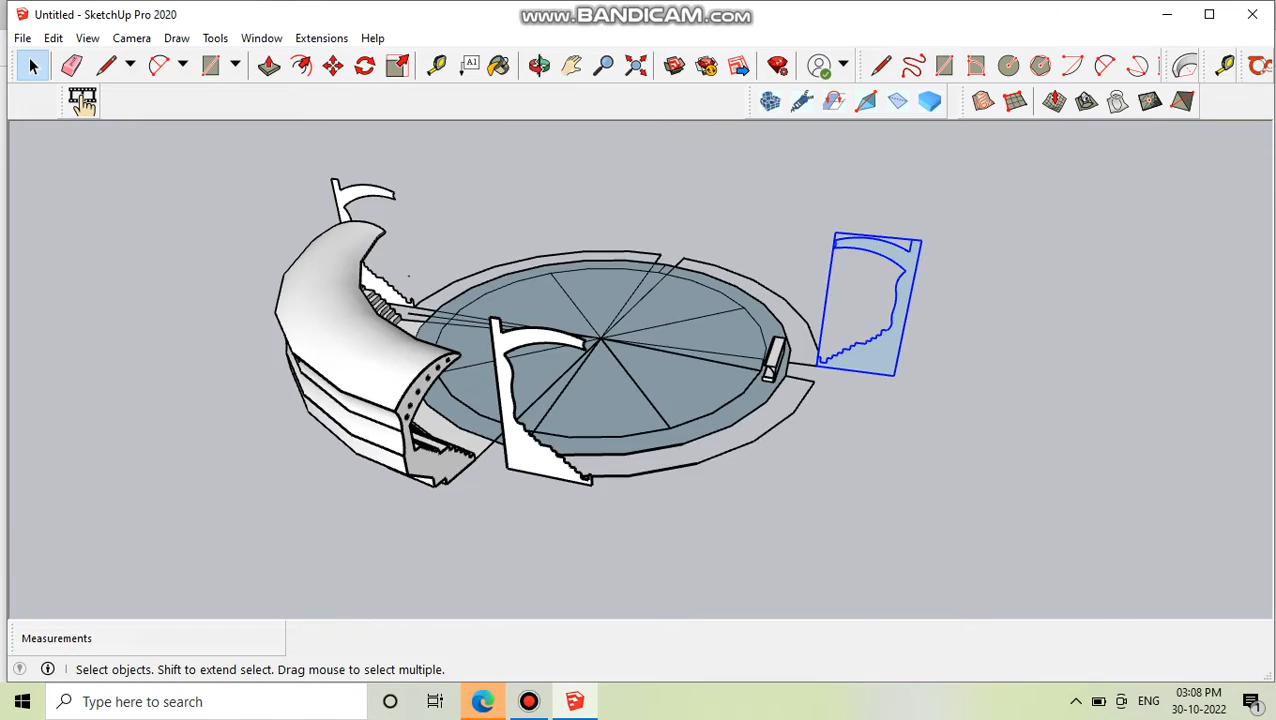 Untitled - SketchUp Pro 2020
www.BANDICAM.com
File Edit View Camera Draw Tools Window Extensions Help
A1
Measurements
Select objects. Shift to extend select. Drag mouse to select multiple.
Type here to search
ENG
03:08 PM
30-10-2022
1